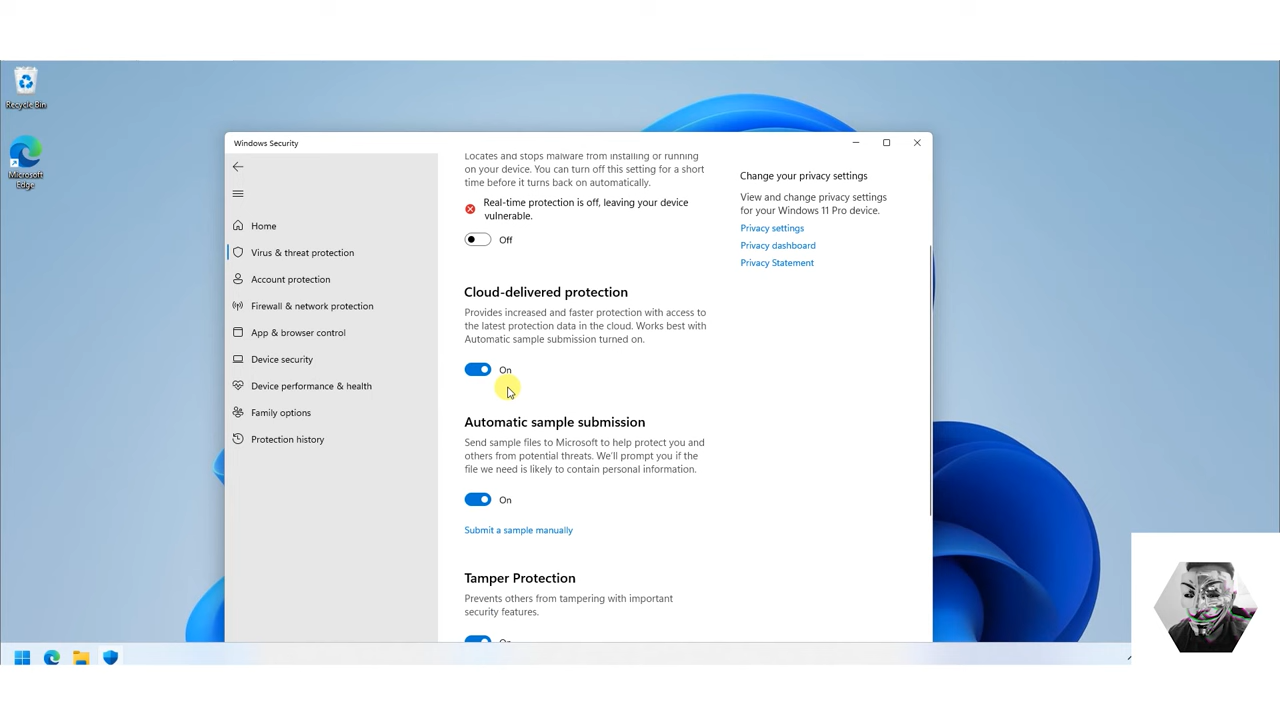 Recycle Bin
Microsoft
Edge
Windows Security
Home
Virus & threat protection
Account protection
Firewall & network protection
App & browser control
Device security
Device performance & health
Family options
Protection history
Locates and stops malware from installing or running
on your device. You can turn off this setting for a short
time before it turns back on automatically.
Real-time protection is off, leaving your device
vulnerable.
Off
Cloud-delivered protection
Provides increased and faster protection with access to
the latest protection data in the cloud. Works best with
Automatic sample submission turned on.
On
Automatic sample submission
Send sample files to Microsoft to help protect you and
others from potential threats. We'll prompt you if the
file we need is likely to contain personal information.
On
Submit a sample manually
Tamper Protection
Prevents others from tampering with important
security features.
On
Change your privacy settings
View and change privacy settings
for your Windows 11 Pro device.
Privacy settings
Privacy dashboard
Privacy Statement